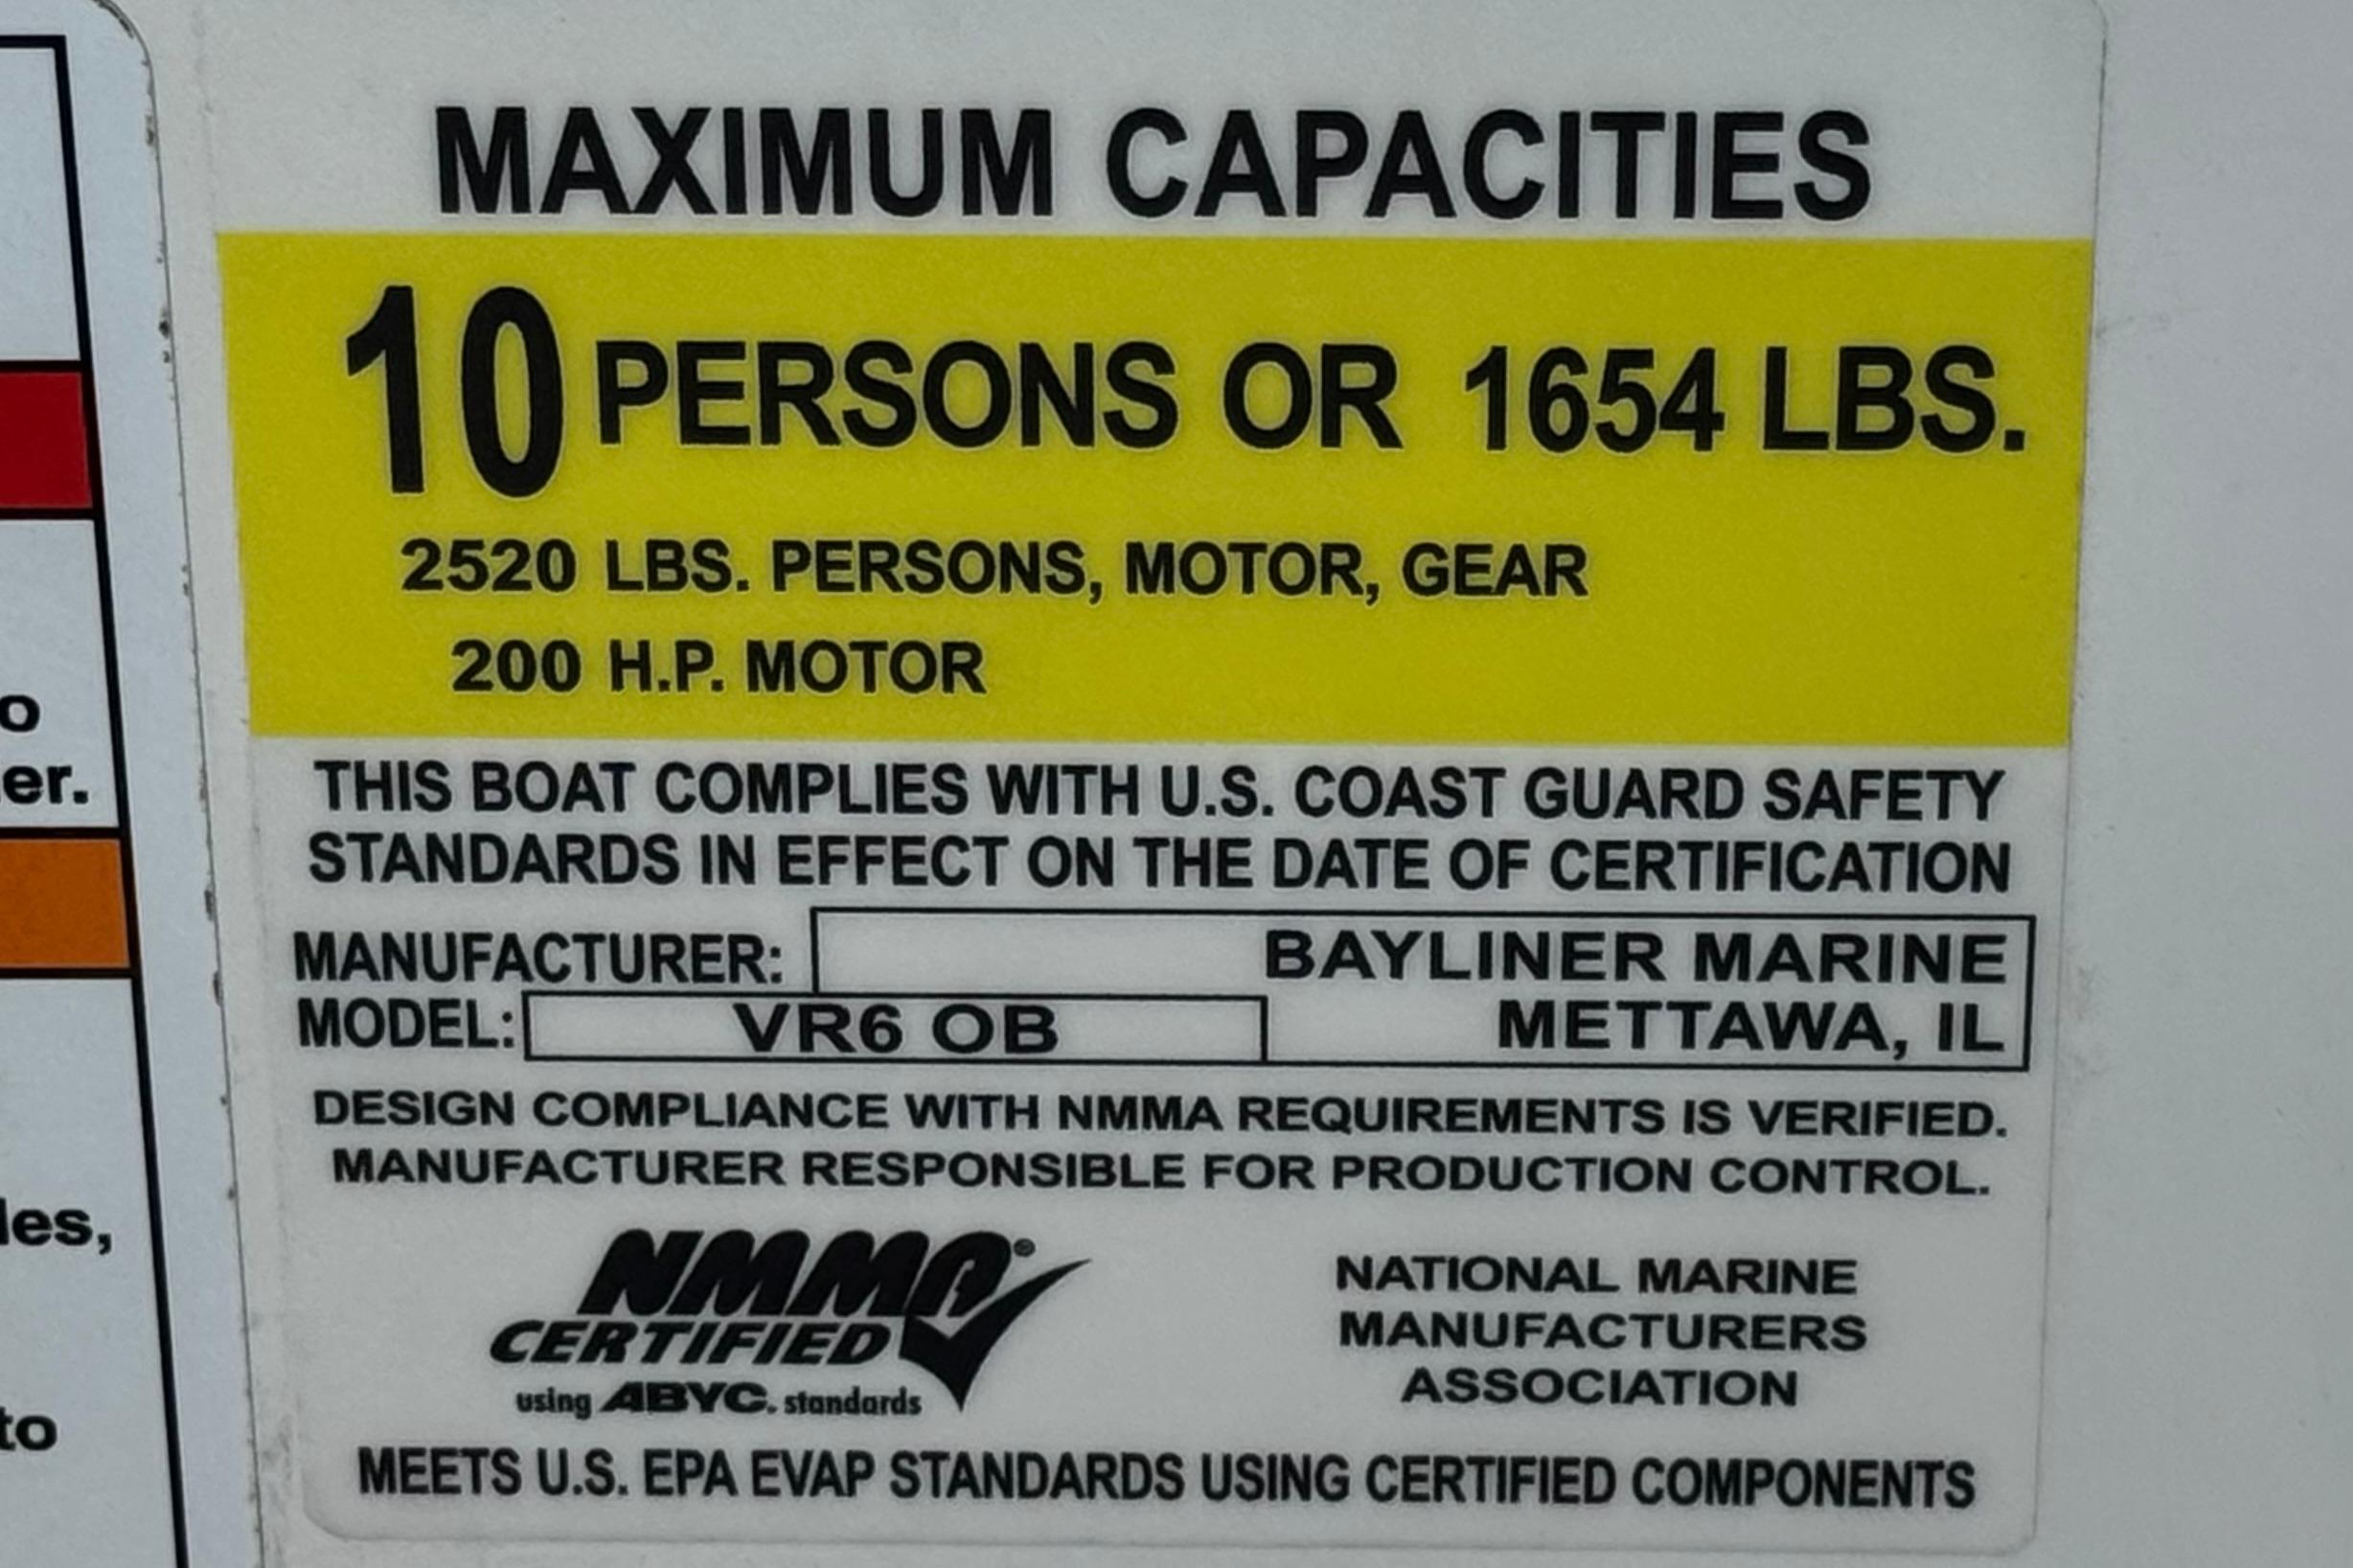 MAXIMUM CAPACITIES
10 PERSONS OR 1654 LBS.
2520 LBS. PERSONS, MOTOR, GEAR
200 H.P. MOTOR
THIS BOAT COMPLIES WITH U.S. COAST GUARD SAFETY
STANDARDS IN EFFECT ON THE DATE OF CERTIFICATION
MANUFACTURER: BAYLINER MARINE
MODEL: VR6 OB METTAWA, IL
DESIGN COMPLIANCE WITH NMMA REQUIREMENTS IS VERIFIED.
MANUFACTURER RESPONSIBLE FOR PRODUCTION CONTROL.
NMMA®
CERTIFIED
using ABYC. standards
NATIONAL MARINE
MANUFACTURERS
ASSOCIATION
MEETS U.S. EPA EVAP STANDARDS USING CERTIFIED COMPONENTS